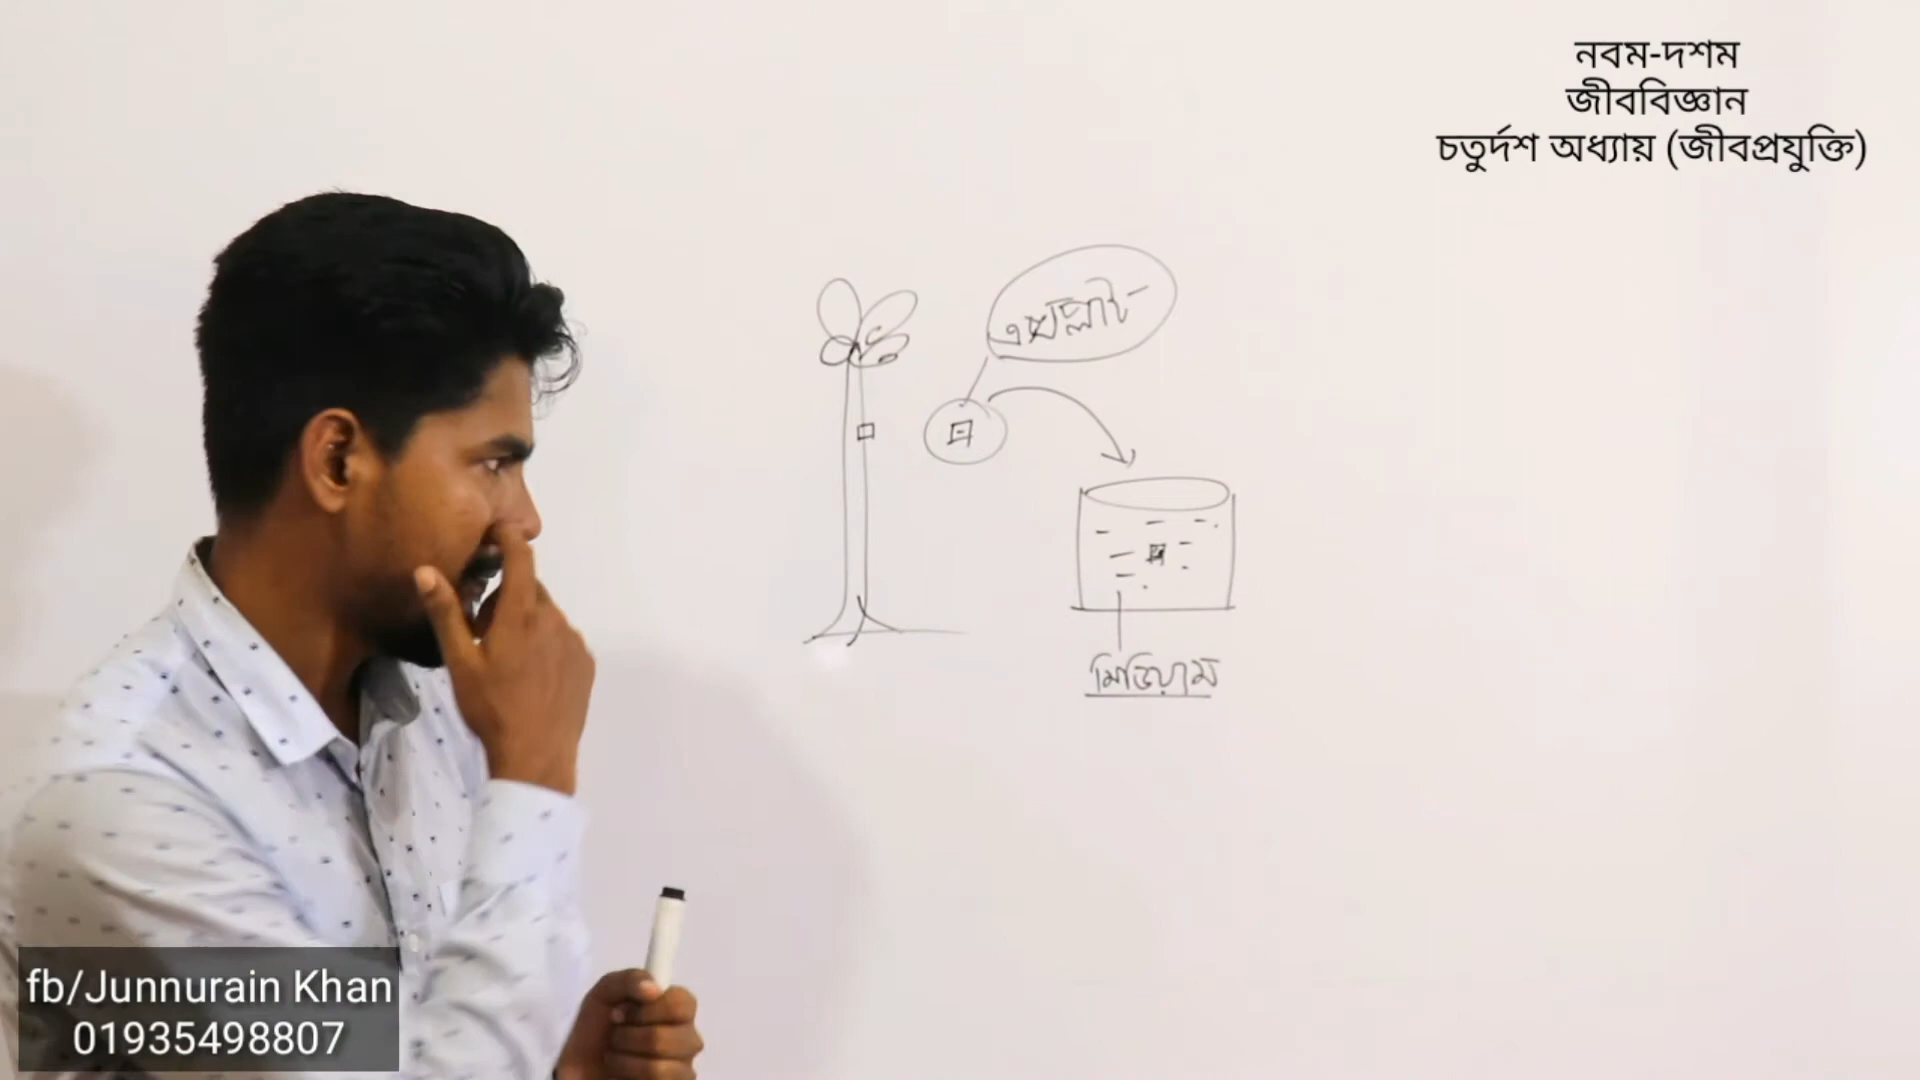 নবম-দশম
জীববিজ্ঞান
চতুর্দশ অধ্যায় (জীবপ্রযুক্তি)
এক্সপ্লান্ট
মিডিয়াম
fb/Junnurain Khan
01935498807